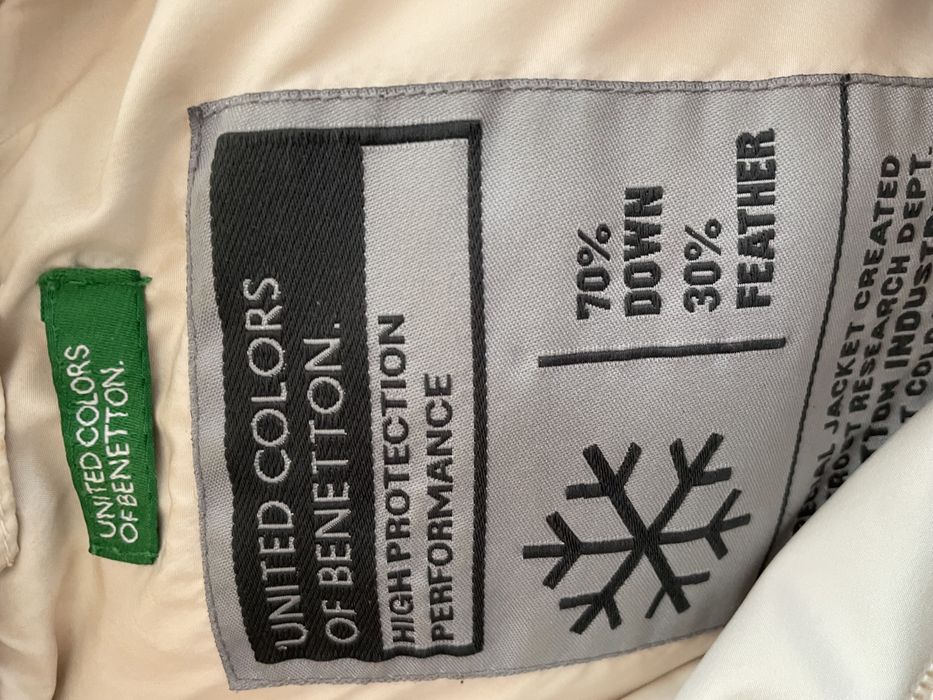 UNITED COLORS
OF BENETTON.
UNITED COLORS
OF BENETTON.
HIGH PROTECTION
PERFORMANCE
70%
DOWN
30%
FEATHER
JACKET CREATED
RESEARCH DEPT.